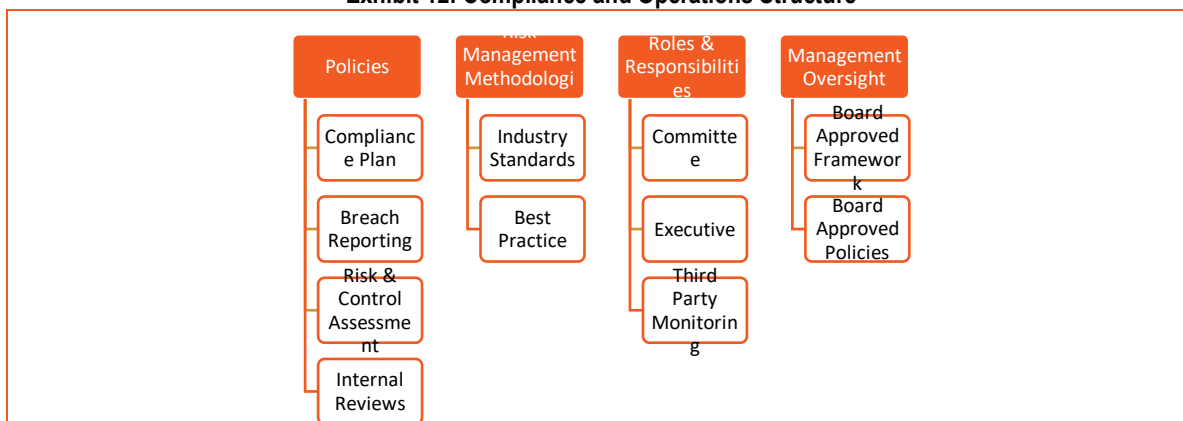 Exhibit 12: Compliance and Operations Structure
Policies
Complianc
e Plan
Breach
Reporting
Risk &
Control
Assessme
nt
Internal
Reviews
Risk
Management
Methodologi
Industry
Standards
Best
Practice
Roles &
Responsibiliti
es
Committe
e
Executive
Third
Party
Monitorin
g
Management
Oversight
Board
Approved
Framewor
k
Board
Approved
Policies